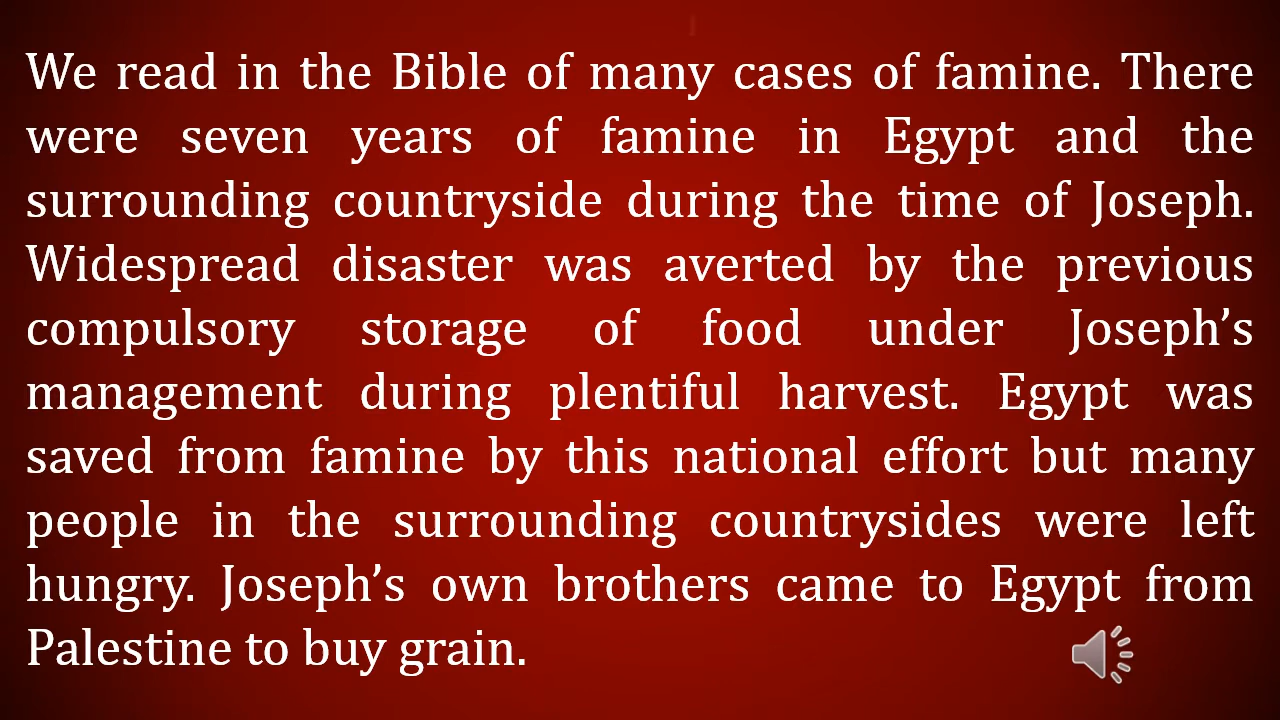 We read in the Bible of many cases of famine. There
were seven years of famine in Egypt and the
surrounding countryside during the time of Joseph.
Widespread disaster was averted by the previous
compulsory storage of food under Joseph’s
management during plentiful harvest. Egypt was
saved from famine by this national effort but many
people in the surrounding countrysides were left
hungry. Joseph’s own brothers came to Egypt from
Palestine to buy grain.